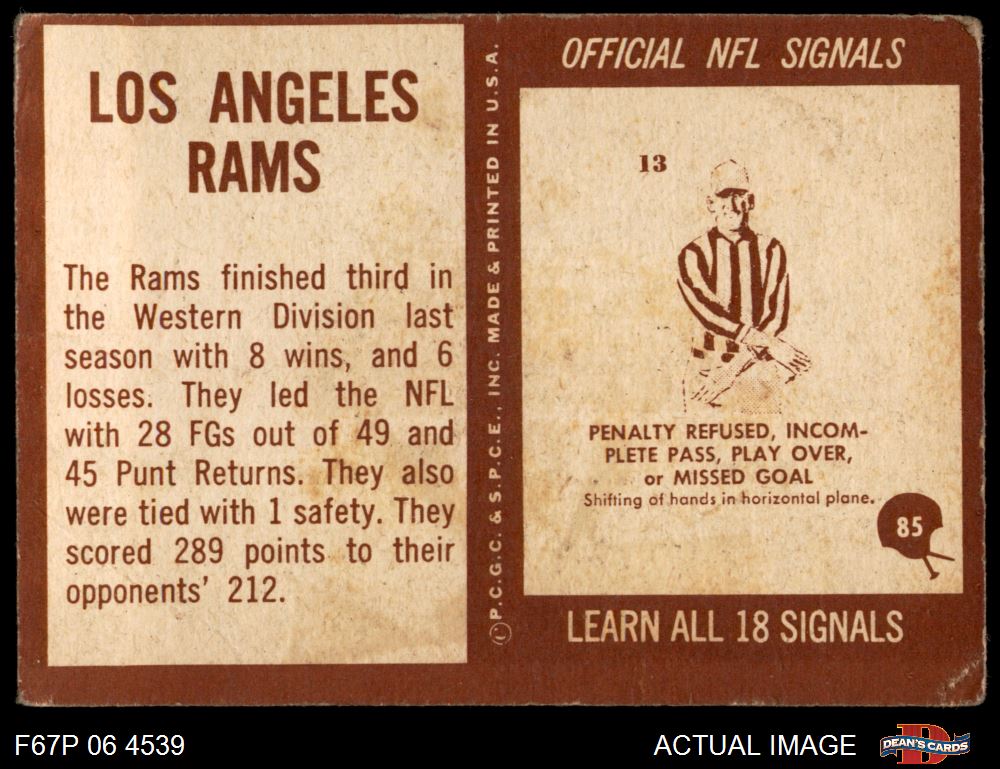 LOS ANGELES
RAMS
The Rams finished third in
the Western Division last
season with 8 wins, and 6
losses. They led the NFL
with 28 FGs out of 49 and
45 Punt Returns. They also
were tied with 1 safety. They
scored 289 points to their
opponents' 212.
© P.C.G.C. & S.P.C.E., INC. MADE & PRINTED IN U.S.A.
OFFICIAL NFL SIGNALS
13
PENALTY REFUSED, INCOM-
PLETE PASS, PLAY OVER,
or MISSED GOAL
Shifting of hands in horizontal plane.
85
LEARN ALL 18 SIGNALS
F67P 06 4539
ACTUAL IMAGE
DEAN'S CARDS